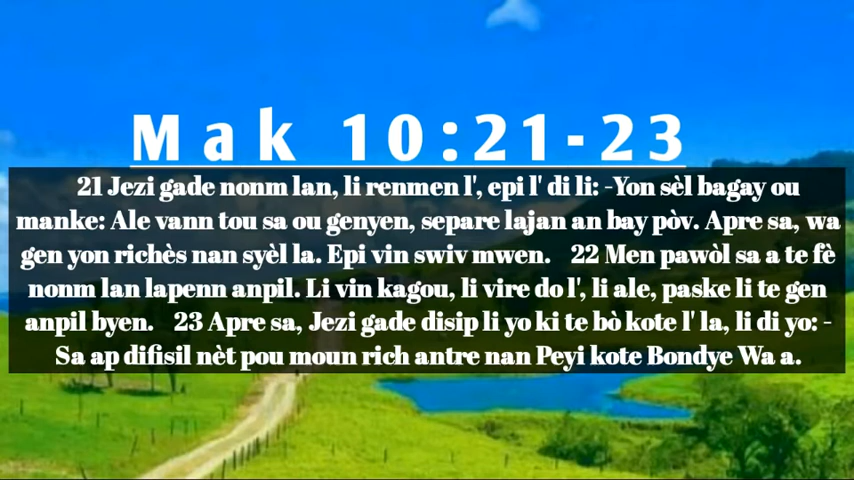 Mak 10:21-23
21 Jezi gade nonm lan, li renmen l', epi l' di li: -Yon sèl bagay ou
manke: Ale vann tou sa ou genyen, separe lajan an bay pòv. Apre sa, wa
gen yon richès nan syèl la. Epi vin swiv mwen. 22 Men pawòl sa a te fè
nonm lan lapenn anpil. Li vin kagou, li vire do l', li ale, paske li te gen
anpil byen. 23 Apre sa, Jezi gade disip li yo ki te bò kote l' la, li di yo: -
Sa ap difisil nèt pou moun rich antre nan Peyi kote Bondye Wa a.